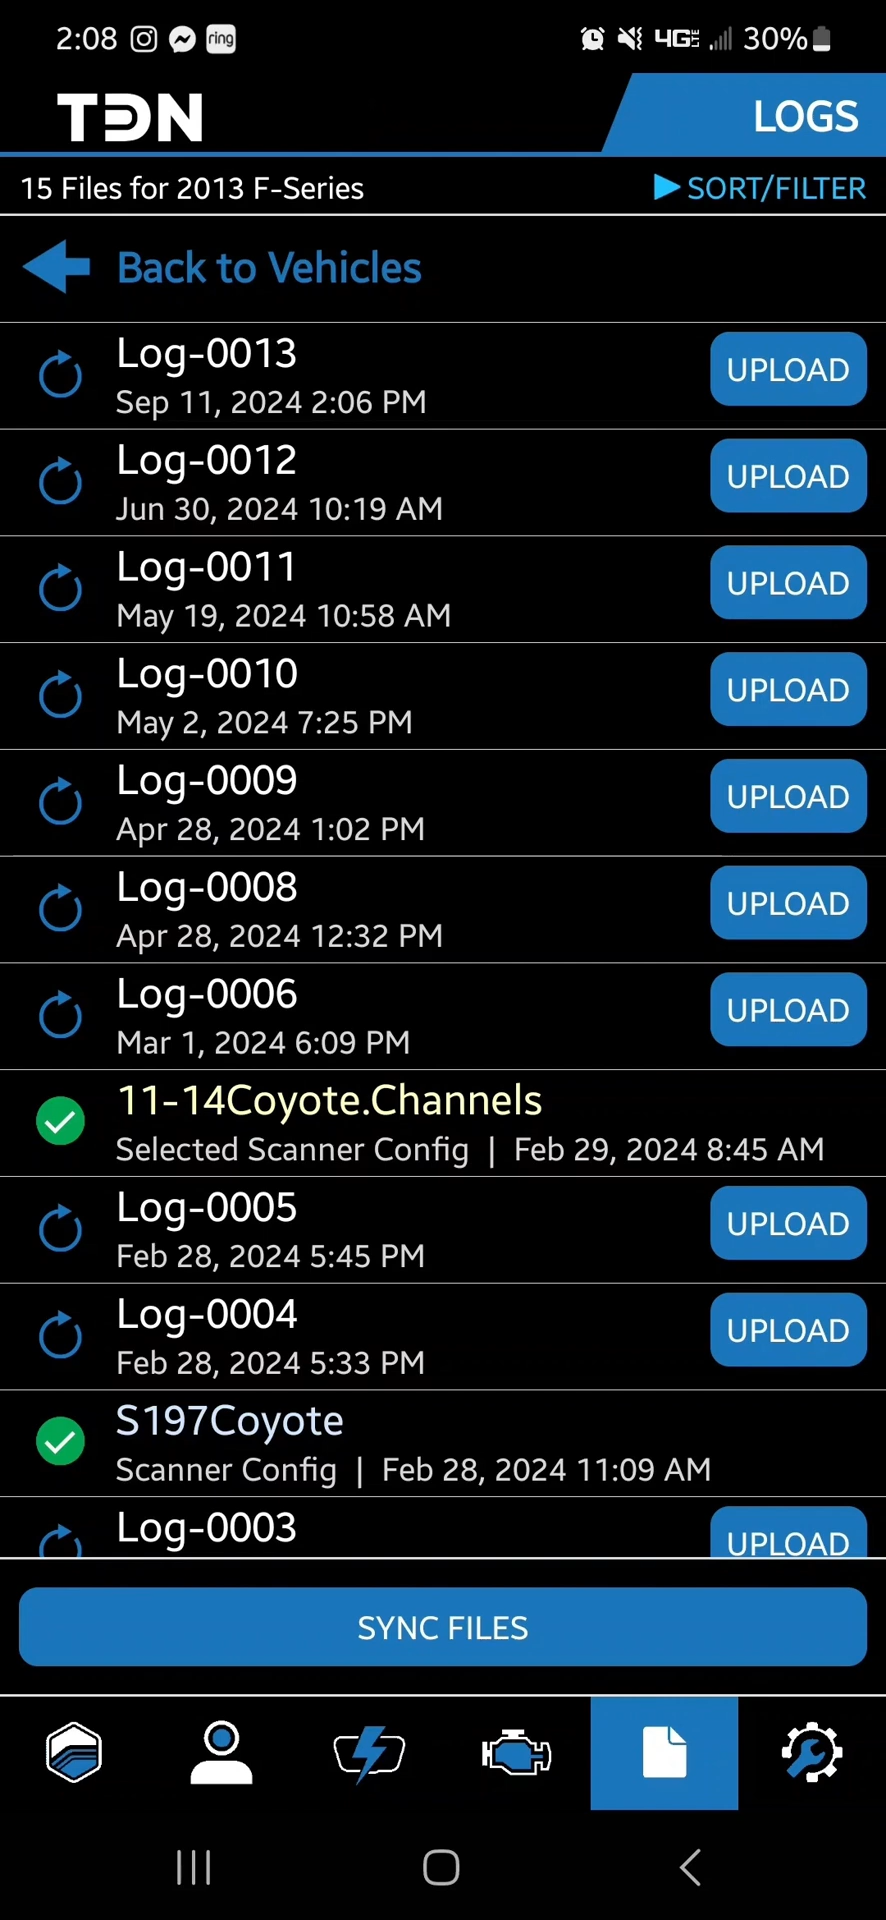 2:08 ring 4G LTE 30%
TDN
LOGS
15 Files for 2013 F-Series
SORT/FILTER
Back to Vehicles
Log-0013
Sep 11, 2024 2:06 PM
UPLOAD
Log-0012
Jun 30, 2024 10:19 AM
UPLOAD
Log-0011
May 19, 2024 10:58 AM
UPLOAD
Log-0010
May 2, 2024 7:25 PM
UPLOAD
Log-0009
Apr 28, 2024 1:02 PM
UPLOAD
Log-0008
Apr 28, 2024 12:32 PM
UPLOAD
Log-0006
Mar 1, 2024 6:09 PM
UPLOAD
11-14Coyote.Channels
Selected Scanner Config | Feb 29, 2024 8:45 AM
Log-0005
Feb 28, 2024 5:45 PM
UPLOAD
Log-0004
Feb 28, 2024 5:33 PM
UPLOAD
S197Coyote
Scanner Config | Feb 28, 2024 11:09 AM
Log-0003
UPLOAD
SYNC FILES